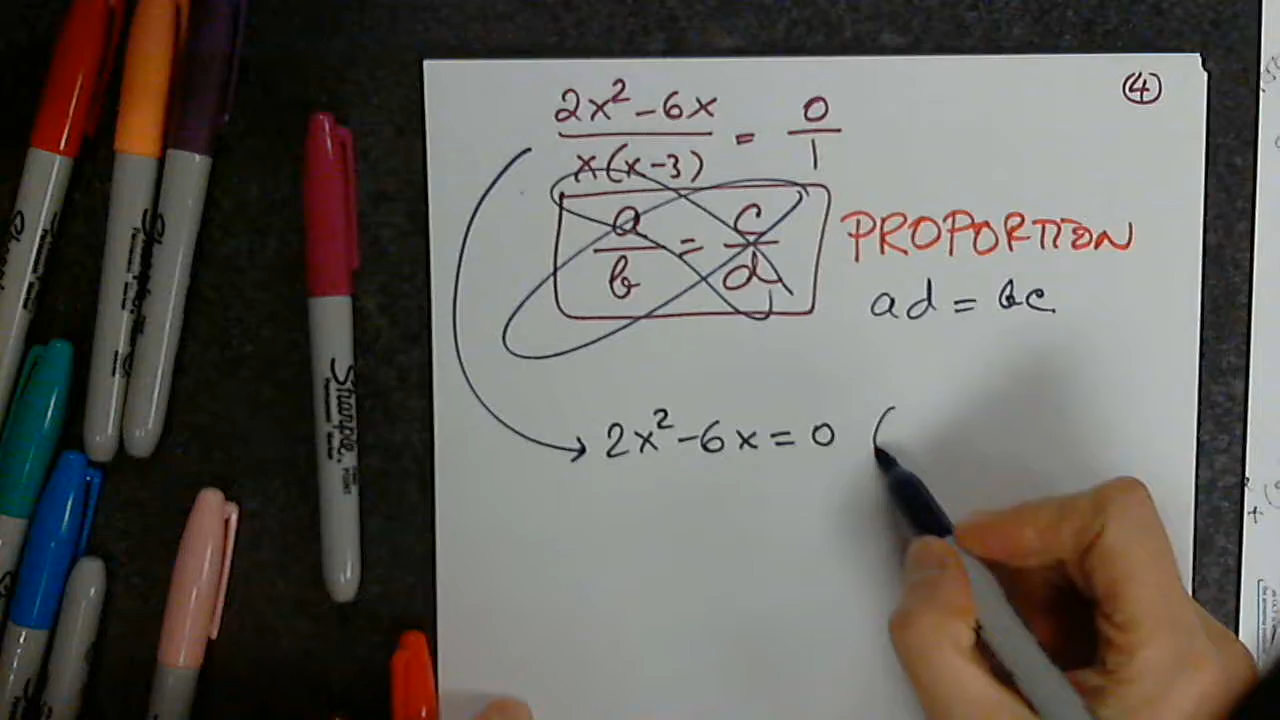 ④
2x² - 6x / x(x-3) = 0/1
a/b = c/d
PROPORTION
ad = bc
2x² - 6x = 0 (
Sharpie.